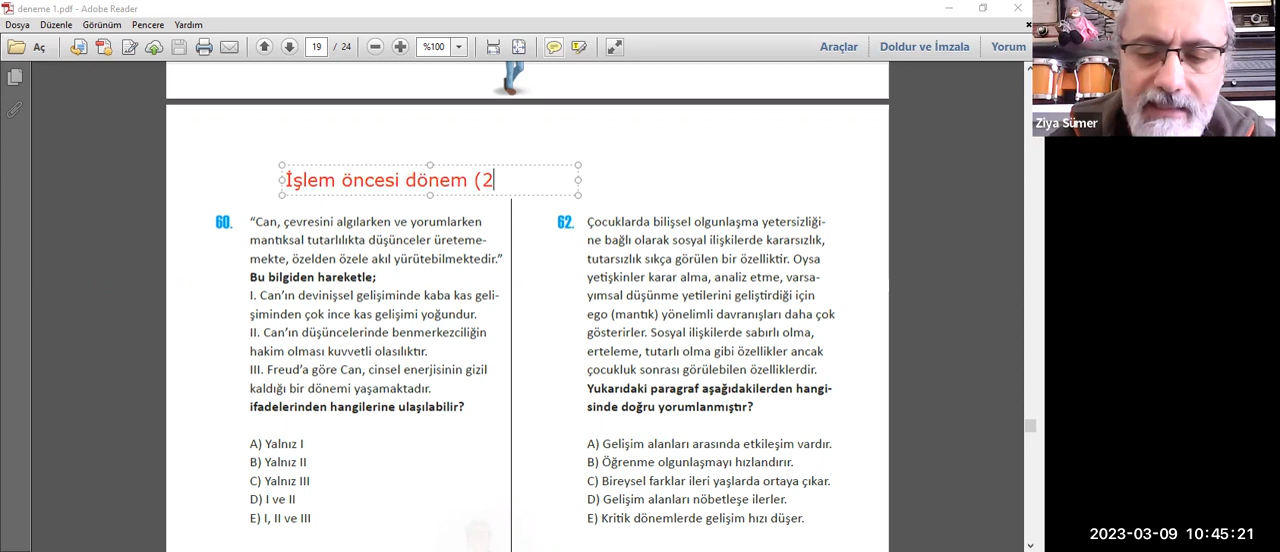 deneme 1.pdf - Adobe Reader
Dosya Düzenle Görünüm Pencere Yardım
Aç
19 / 24
%100
Araçlar
Doldur ve İmzala
Yorum
Ziya Sümer
İşlem öncesi dönem (2
60.
“Can, çevresini algılarken ve yorumlarken
mantıksal tutarlılıkta düşünceler üreteme-
mekte, özelden özele akıl yürütebilmektedir.”
Bu bilgiden hareketle;
I. Can’ın devinişsel gelişiminde kaba kas geli-
şiminden çok ince kas gelişimi yoğundur.
II. Can’ın düşüncelerinde benmerkezciliğin
hakim olması kuvvetli olasılıktır.
III. Freud’a göre Can, cinsel enerjisinin gizil
kaldığı bir dönemi yaşamaktadır.
ifadelerinden hangilerine ulaşılabilir?
A) Yalnız I
B) Yalnız II
C) Yalnız III
D) I ve II
E) I, II ve III
62.
Çocuklarda bilişsel olgunlaşma yetersizliği-
ne bağlı olarak sosyal ilişkilerde kararsızlık,
tutarsızlık sıkça görülen bir özelliktir. Oysa
yetişkinler karar alma, analiz etme, varsa-
yımsal düşünme yetilerini geliştirdiği için
ego (mantık) yönelimli davranışları daha çok
gösterirler. Sosyal ilişkilerde sabırlı olma,
erteleme, tutarlı olma gibi özellikler ancak
çocukluk sonrası görülebilen özelliklerdir.
Yukarıdaki paragraf aşağıdakilerden hangi-
sinde doğru yorumlanmıştır?
A) Gelişim alanları arasında etkileşim vardır.
B) Öğrenme olgunlaşmayı hızlandırır.
C) Bireysel farklar ileri yaşlarda ortaya çıkar.
D) Gelişim alanları nöbetleşe ilerler.
E) Kritik dönemlerde gelişim hızı düşer.
2023-03-09 10:45:21